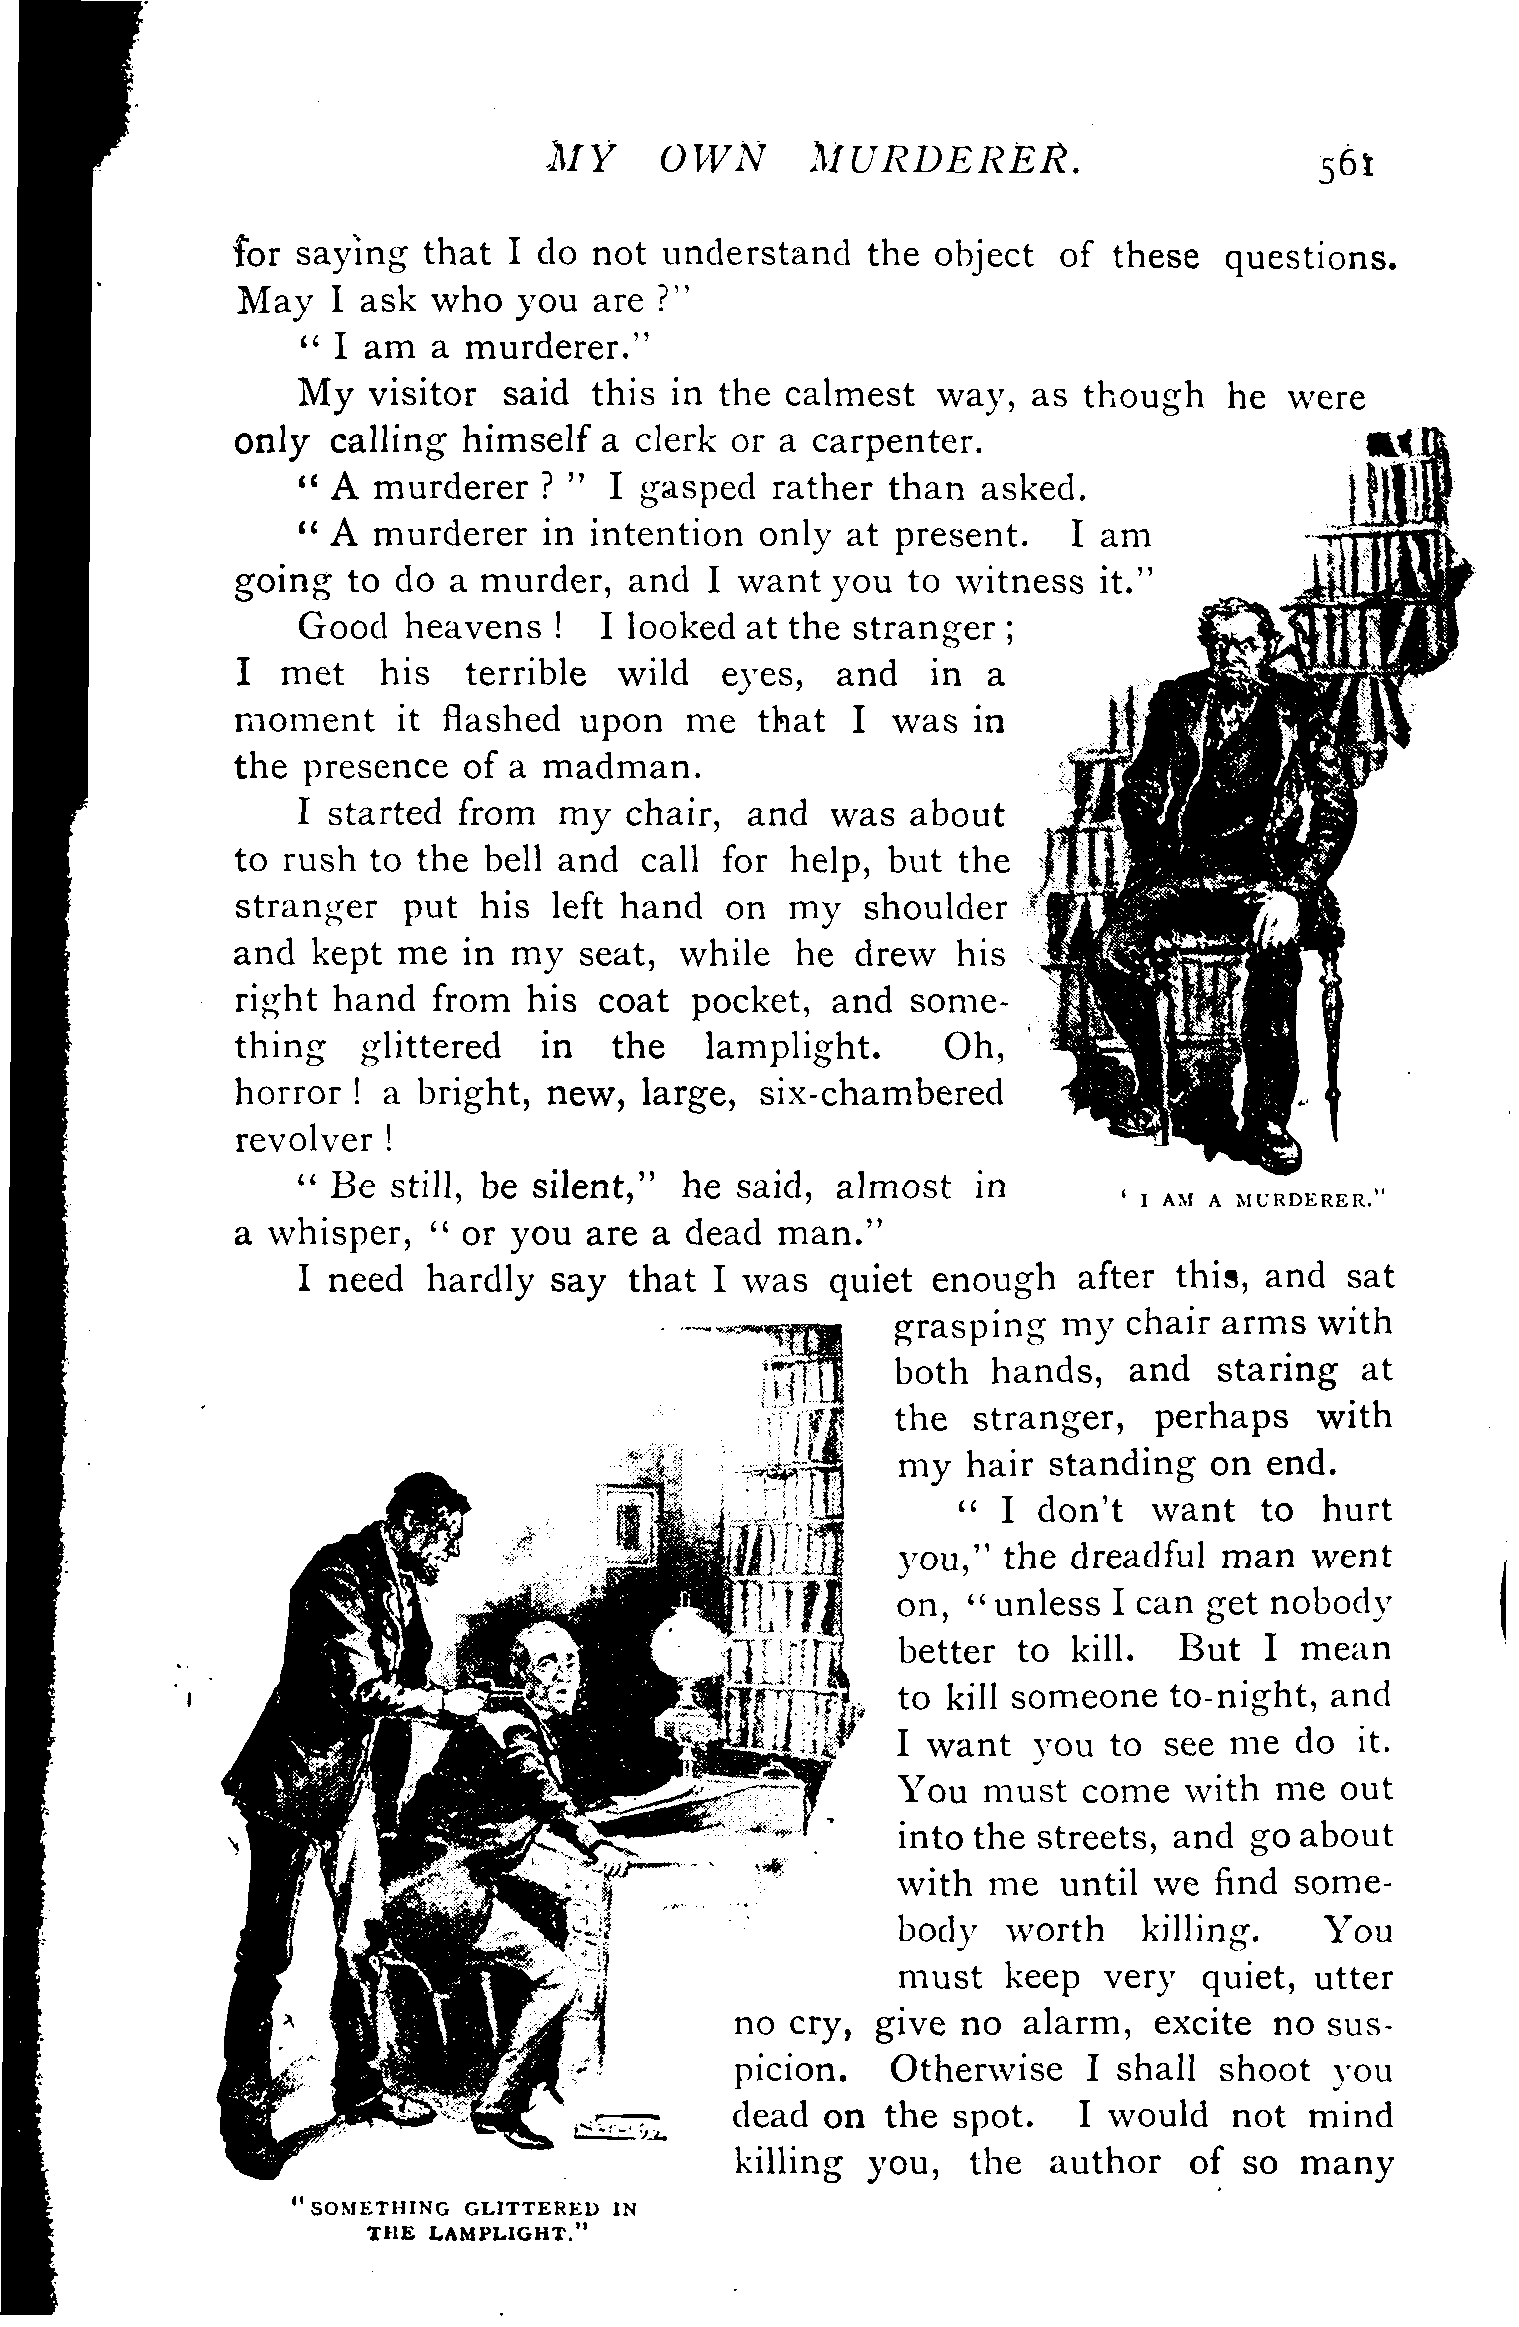 MY OWN MURDERER. 561
for saying that I do not understand the object of these questions.
May I ask who you are ?"
" I am a murderer."
My visitor said this in the calmest way, as though he were
only calling himself a clerk or a carpenter.
" A murderer ? " I gasped rather than asked.
" A murderer in intention only at present. I am
going to do a murder, and I want you to witness it."
Good heavens ! I looked at the stranger ;
I met his terrible wild eyes, and in a
moment it flashed upon me that I was in
the presence of a madman.
I started from my chair, and was about
to rush to the bell and call for help, but the
stranger put his left hand on my shoulder
and kept me in my seat, while he drew his
right hand from his coat pocket, and some-
thing glittered in the lamplight. Oh,
horror ! a bright, new, large, six-chambered
revolver !
" Be still, be silent," he said, almost in
a whisper, " or you are a dead man."
' I AM A MURDERER."
I need hardly say that I was quiet enough after this, and sat
grasping my chair arms with
both hands, and staring at
the stranger, perhaps with
my hair standing on end.
" I don't want to hurt
you," the dreadful man went
on, " unless I can get nobody
better to kill. But I mean
to kill someone to-night, and
I want you to see me do it.
You must come with me out
into the streets, and go about
with me until we find some-
body worth killing. You
must keep very quiet, utter
no cry, give no alarm, excite no sus-
picion. Otherwise I shall shoot you
dead on the spot. I would not mind
killing you, the author of so many
"SOMETHING GLITTERED IN
THE LAMPLIGHT."